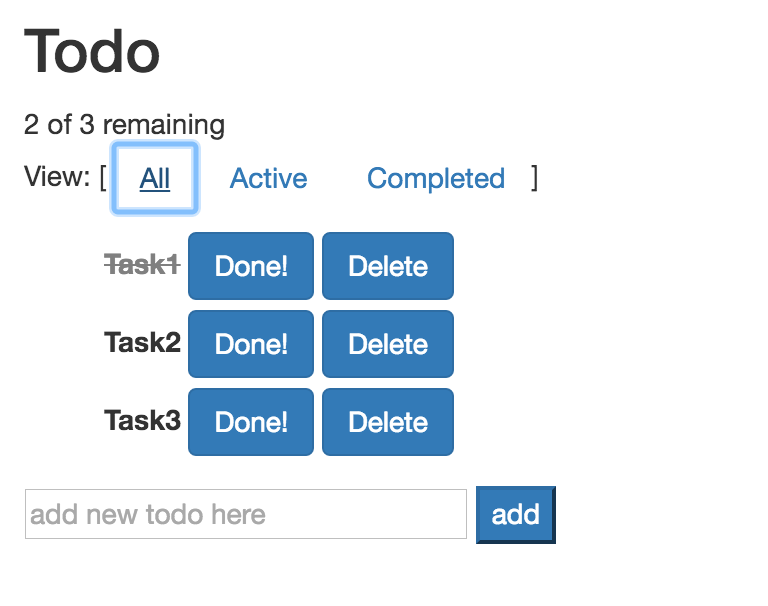 Todo
2 of 3 remaining
View: [ All Active Completed ]
Task1 Done! Delete
Task2 Done! Delete
Task3 Done! Delete
add new todo here add